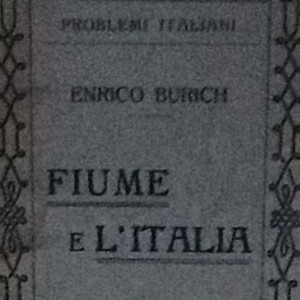 PROBLEMI ITALIANI
ENRICO BURICH
FIUME
E L'ITALIA